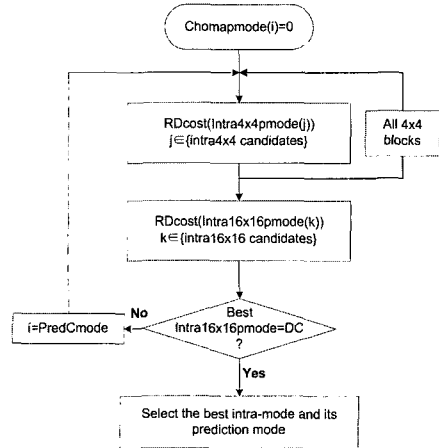 Chomapmode(i)=0
RDcost(Intra4x4pmode(j))
j∈{intra4x4 candidates}
All 4x4
blocks
RDcost(Intra16x16pmode(k))
k∈{intra16x16 candidates}
Best
Intra16x16pmode=DC
?
No
i=PredCmode
Yes
Select the best intra-mode and its
prediction mode